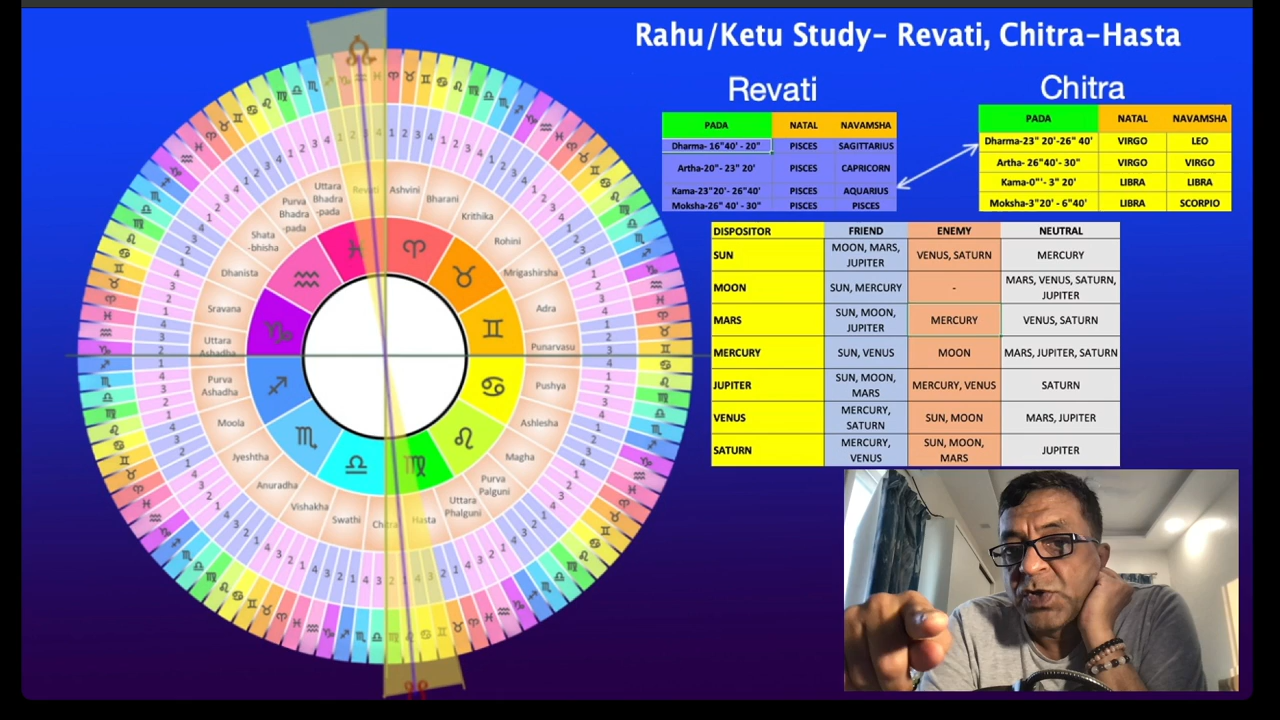 Rahu/Ketu Study- Revati, Chitra-Hasta
Revati
PADA NATAL NAVAMSHA
Dharma- 16"40' - 20" PISCES SAGITTARIUS
Artha-20"- 23" 20' PISCES CAPRICORN
Kama-23"20'- 26"40' PISCES AQUARIUS
Moksha-26" 40' - 30" PISCES PISCES
Chitra
PADA NATAL NAVAMSHA
Dharma-23" 20'-26" 40' VIRGO LEO
Artha- 26"40'- 30" VIRGO VIRGO
Kama-0"'- 3" 20' LIBRA LIBRA
Moksha-3"20' - 6"40' LIBRA SCORPIO
DISPOSITOR FRIEND ENEMY NEUTRAL
SUN MOON, MARS, JUPITER VENUS, SATURN MERCURY
MOON SUN, MERCURY - MARS, VENUS, SATURN, JUPITER
MARS SUN, MOON, JUPITER MERCURY VENUS, SATURN
MERCURY SUN, VENUS MOON MARS, JUPITER, SATURN
JUPITER SUN, MOON, MARS MERCURY, VENUS SATURN
VENUS MERCURY, SATURN SUN, MOON MARS, JUPITER
SATURN MERCURY, VENUS SUN, MOON, MARS JUPITER
Ashvini
Bharani
Krithika
Rohini
Mrigashirsha
Adra
Punarvasu
Pushya
Ashlesha
Magha
Purva
Palguni
Uttara
Phalguni
Hasta
Chitra
Swathi
Vishakha
Anuradha
Jyeshtha
Moola
Purva
Ashadha
Uttara
Ashadha
Sravana
Dhanista
Shata
-bhisha
Purva
Bhadra
-pada
Uttara
Bhadra
-pada
Revati